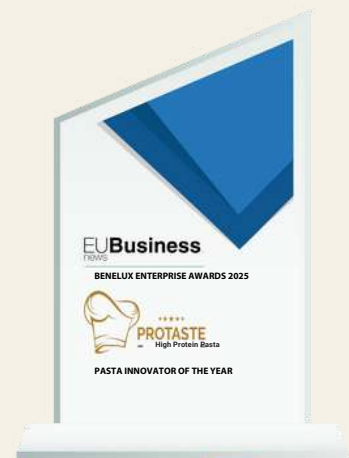 EUBusiness
news
BENELUX ENTERPRISE AWARDS 2025
PROTASTE
High Protein Pasta
PASTA INNOVATOR OF THE YEAR